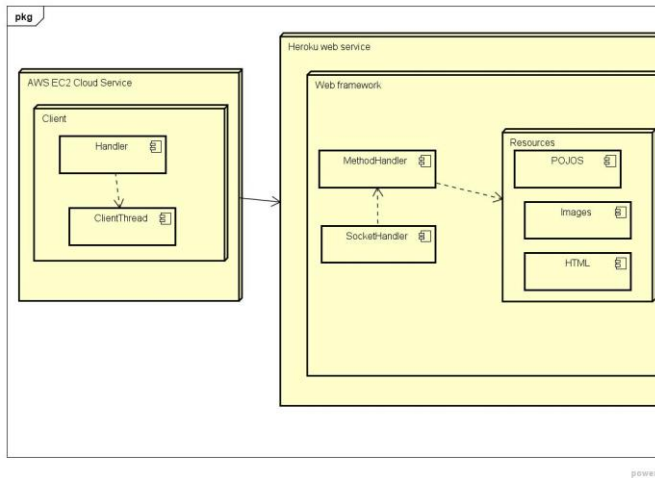 pkg
Heroku web service
AWS EC2 Cloud Service
Web framework
Client
Handler
ClientThread
MethodHandler
SocketHandler
Resources
POJOS
Images
HTML
power